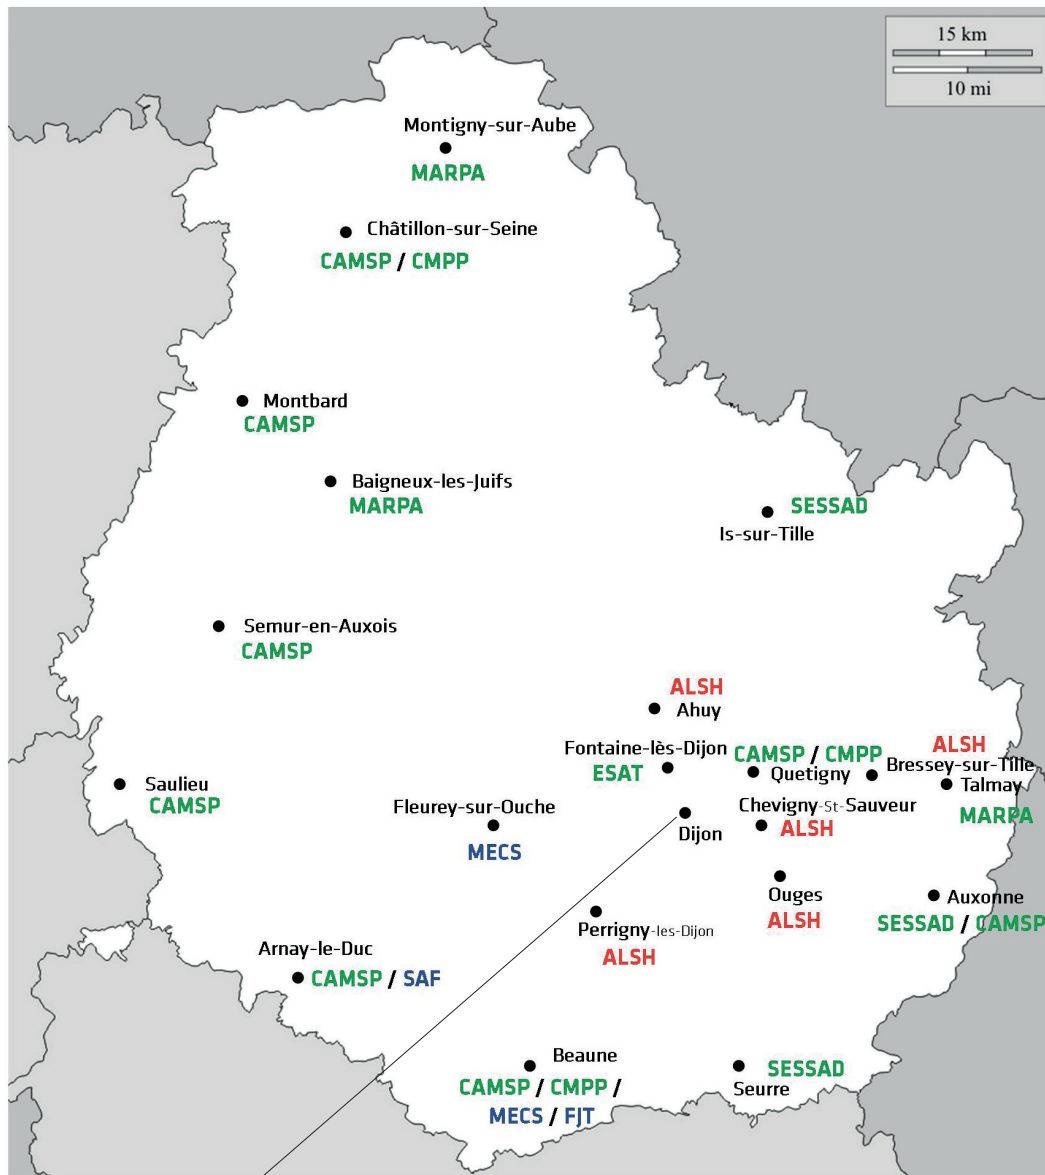 15 km
10 mi
Montigny-sur-Aube
MARPA
Châtillon-sur-Seine
CAMSP / CMPP
Montbard
CAMSP
Baigneux-les-Juifs
MARPA
SESSAD
Is-sur-Tille
Semur-en-Auxois
CAMSP
ALSH
Ahuy
Fontaine-lès-Dijon
ESAT
CAMSP / CMPP
Quetigny
ALSH
Bressey-sur-Tille
Talmay
MARPA
Saulieu
CAMSP
Fleurey-sur-Ouche
MECS
Dijon
Chevigny-St-Sauveur
ALSH
Ouges
ALSH
Auxonne
SESSAD / CAMSP
Perrigny-les-Dijon
ALSH
Arnay-le-Duc
CAMSP / SAF
Beaune
CAMSP / CMPP /
MECS / FJT
SESSAD
Seurre